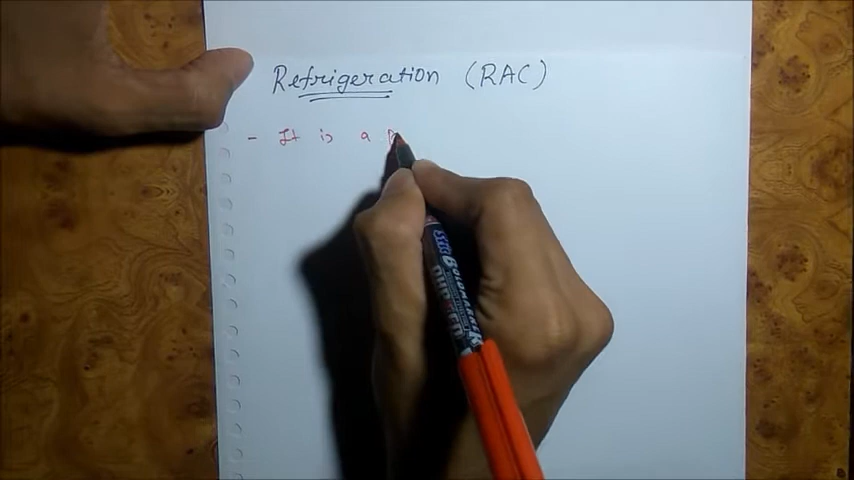 Refrigeration (RAC)
- It is a